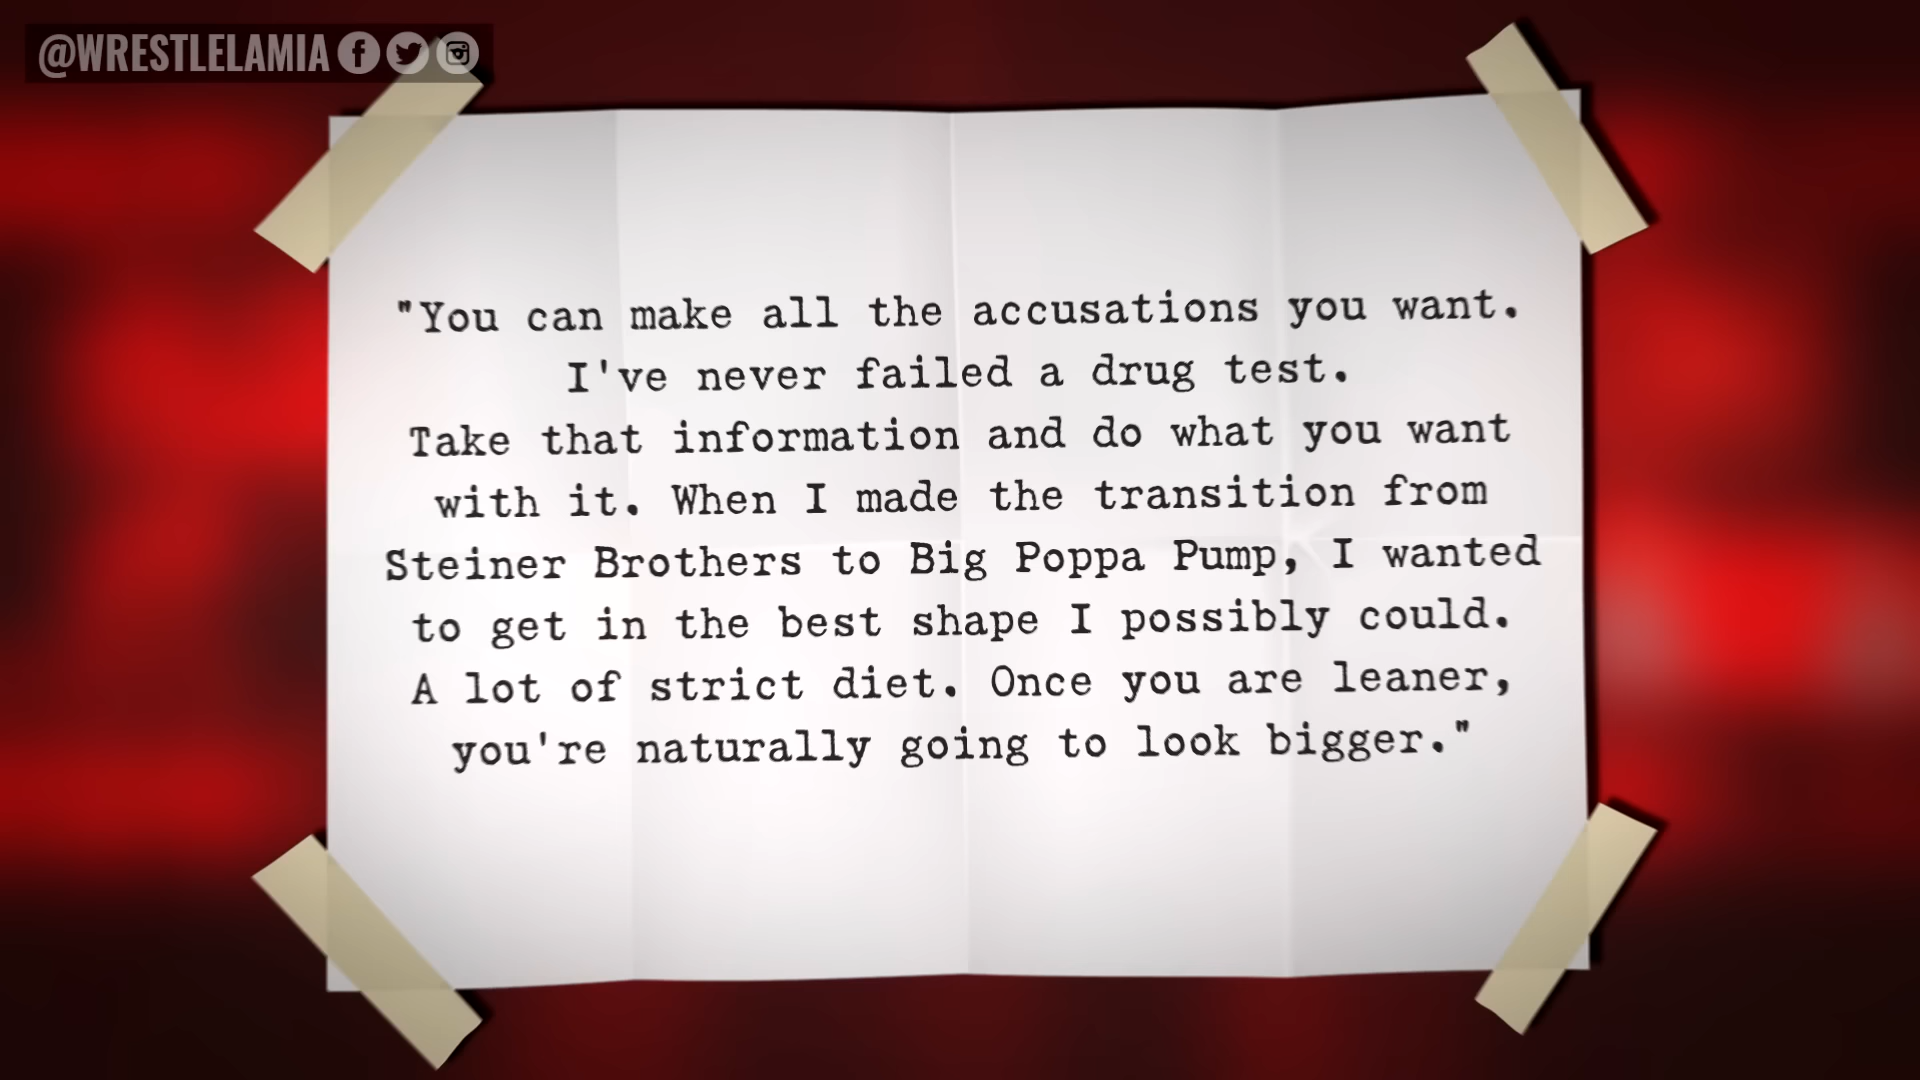 @WRESTLELAMIA
"You can make all the accusations you want.
I've never failed a drug test.
Take that information and do what you want
with it. When I made the transition from
Steiner Brothers to Big Poppa Pump, I wanted
to get in the best shape I possibly could.
A lot of strict diet. Once you are leaner,
you're naturally going to look bigger."